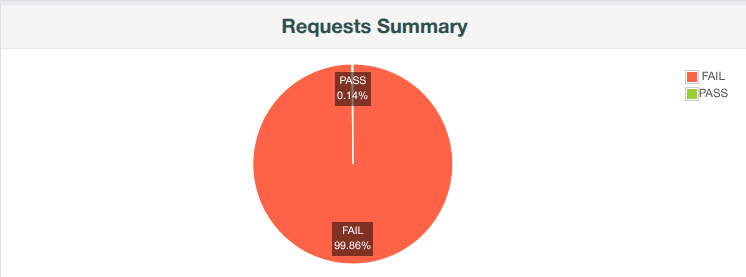 Requests Summary
PASS
0.14%
FAIL
99.86%
FAIL
PASS